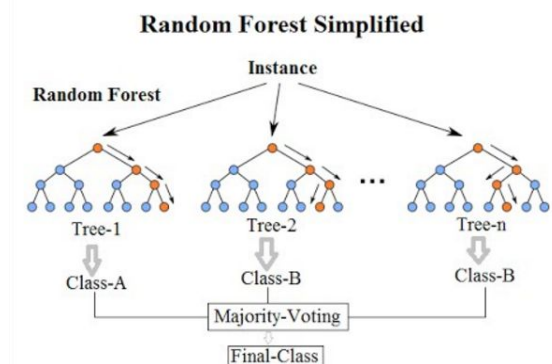 Random Forest Simplified
Instance
Random Forest
...
Tree-1 Tree-2 Tree-n
Class-A Class-B Class-B
Majority-Voting
Final-Class